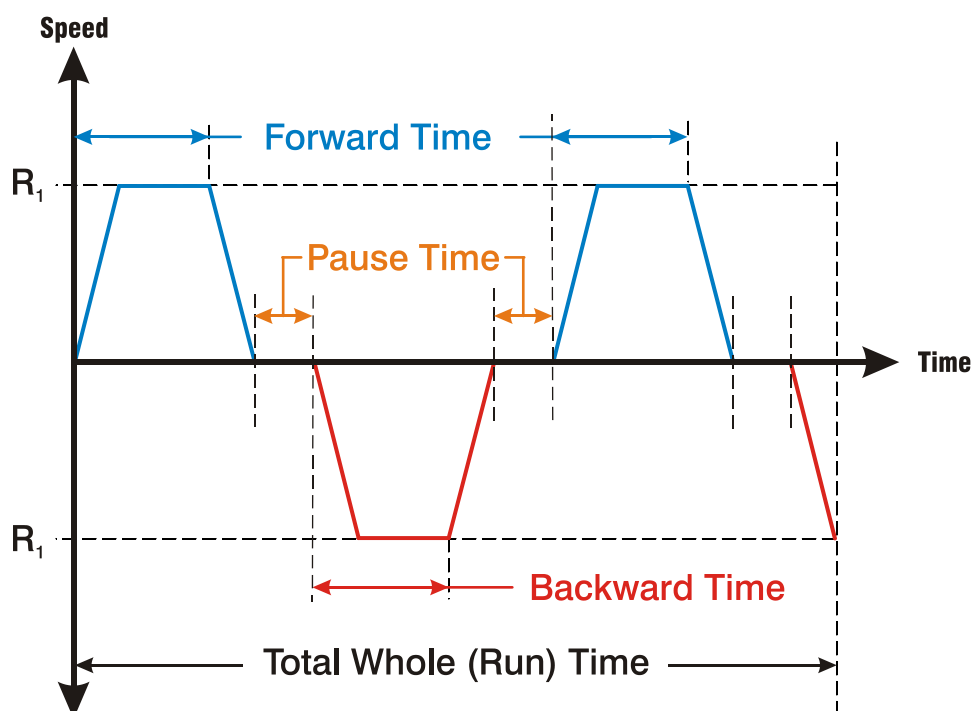 Speed
Forward Time
R₁
Pause Time
Time
R₁
Backward Time
Total Whole (Run) Time